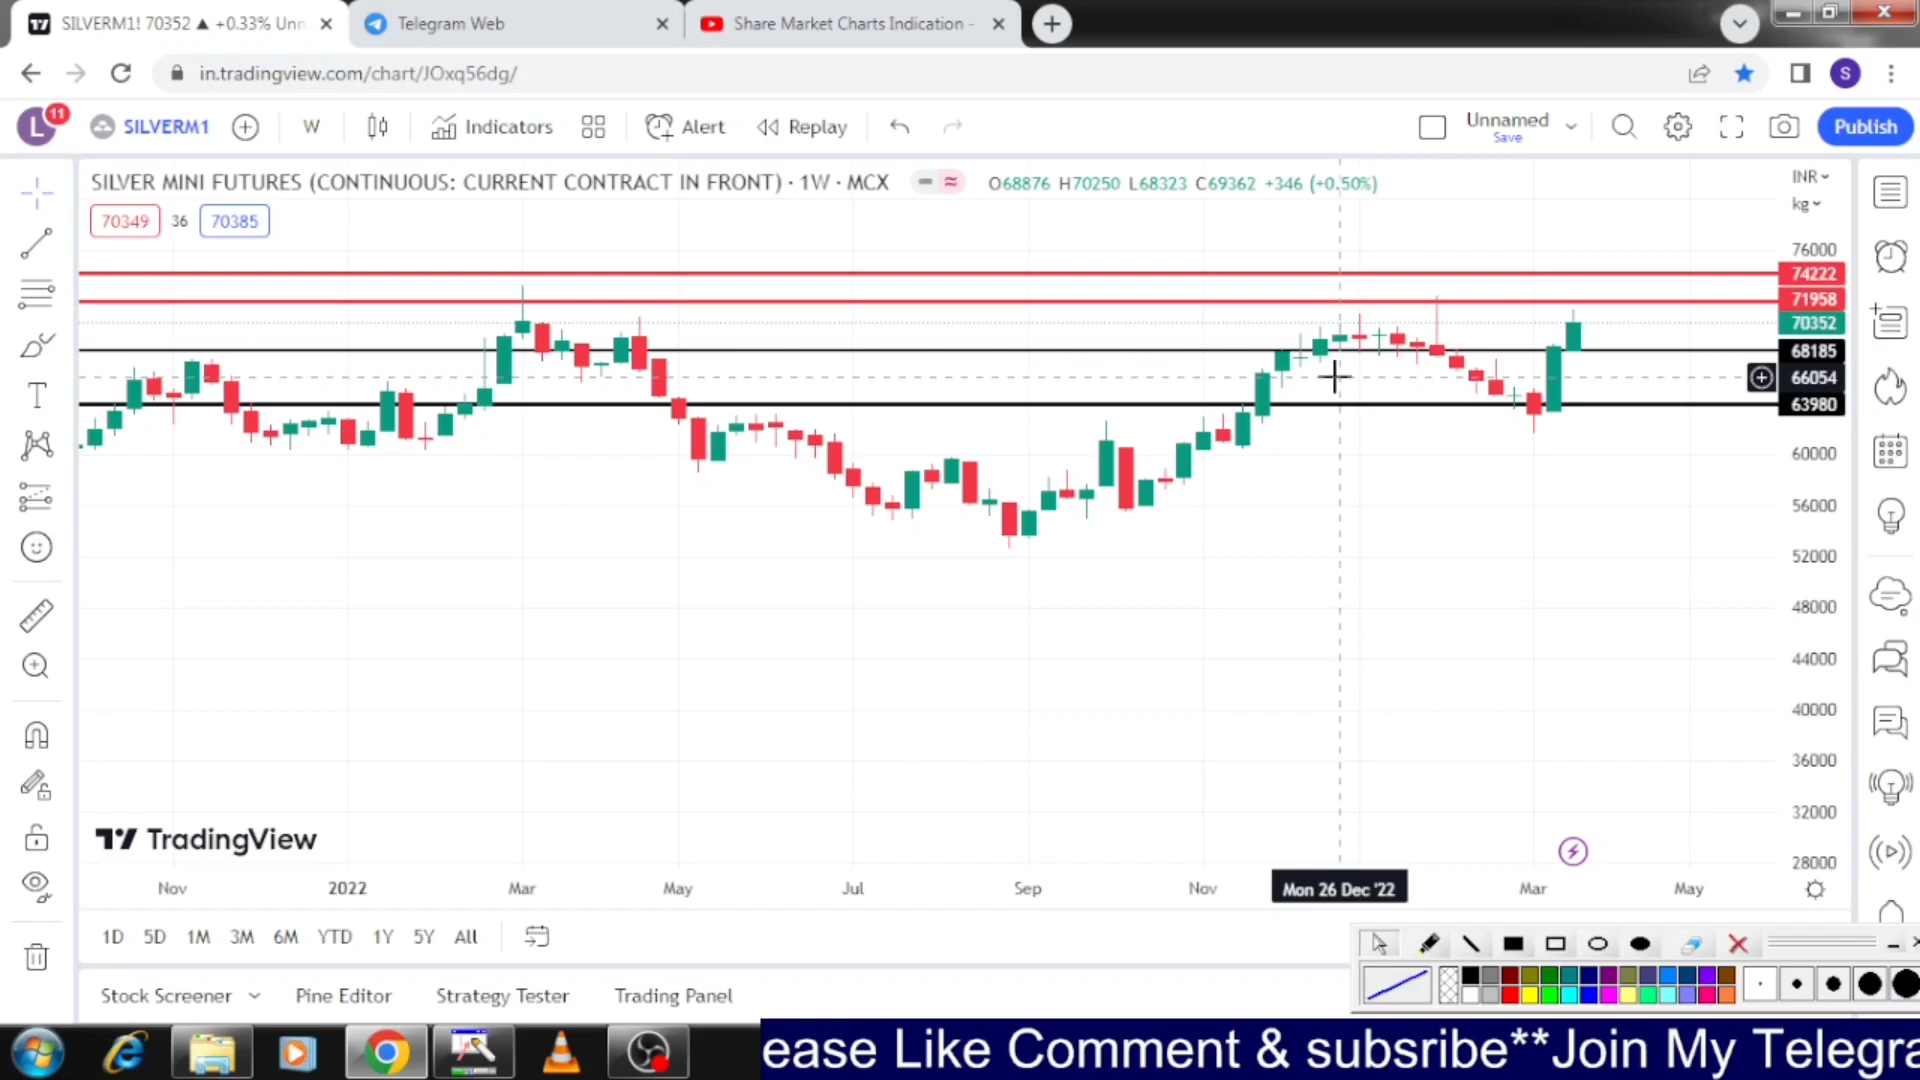 SILVERM1! 70352 ▲ +0.33% Unn
Telegram Web
Share Market Charts Indication -
in.tradingview.com/chart/JOxq56dg/
S
L
11
SILVERM1
W
Indicators
Alert
Replay
Unnamed
Save
Publish
SILVER MINI FUTURES (CONTINUOUS: CURRENT CONTRACT IN FRONT) · 1W · MCX
O68876 H70250 L68323 C69362 +346 (+0.50%)
INR
kg
70349 36 70385
76000
74222
71958
70352
68185
66054
63980
60000
56000
52000
48000
44000
40000
36000
32000
28000
TradingView
Nov 2022 Mar May Jul Sep Nov Mon 26 Dec '22 Mar May
1D 5D 1M 3M 6M YTD 1Y 5Y All
Stock Screener Pine Editor Strategy Tester Trading Panel
ease Like Comment & subsribe**Join My Telegra